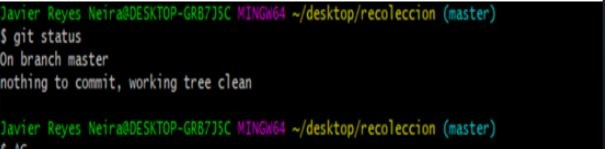 Javier Reyes Neira@DESKTOP-GRB7J5C MINGW64 ~/desktop/recoleccion (master)
$ git status
On branch master
nothing to commit, working tree clean
Javier Reyes Neira@DESKTOP-GRB7J5C MINGW64 ~/desktop/recoleccion (master)